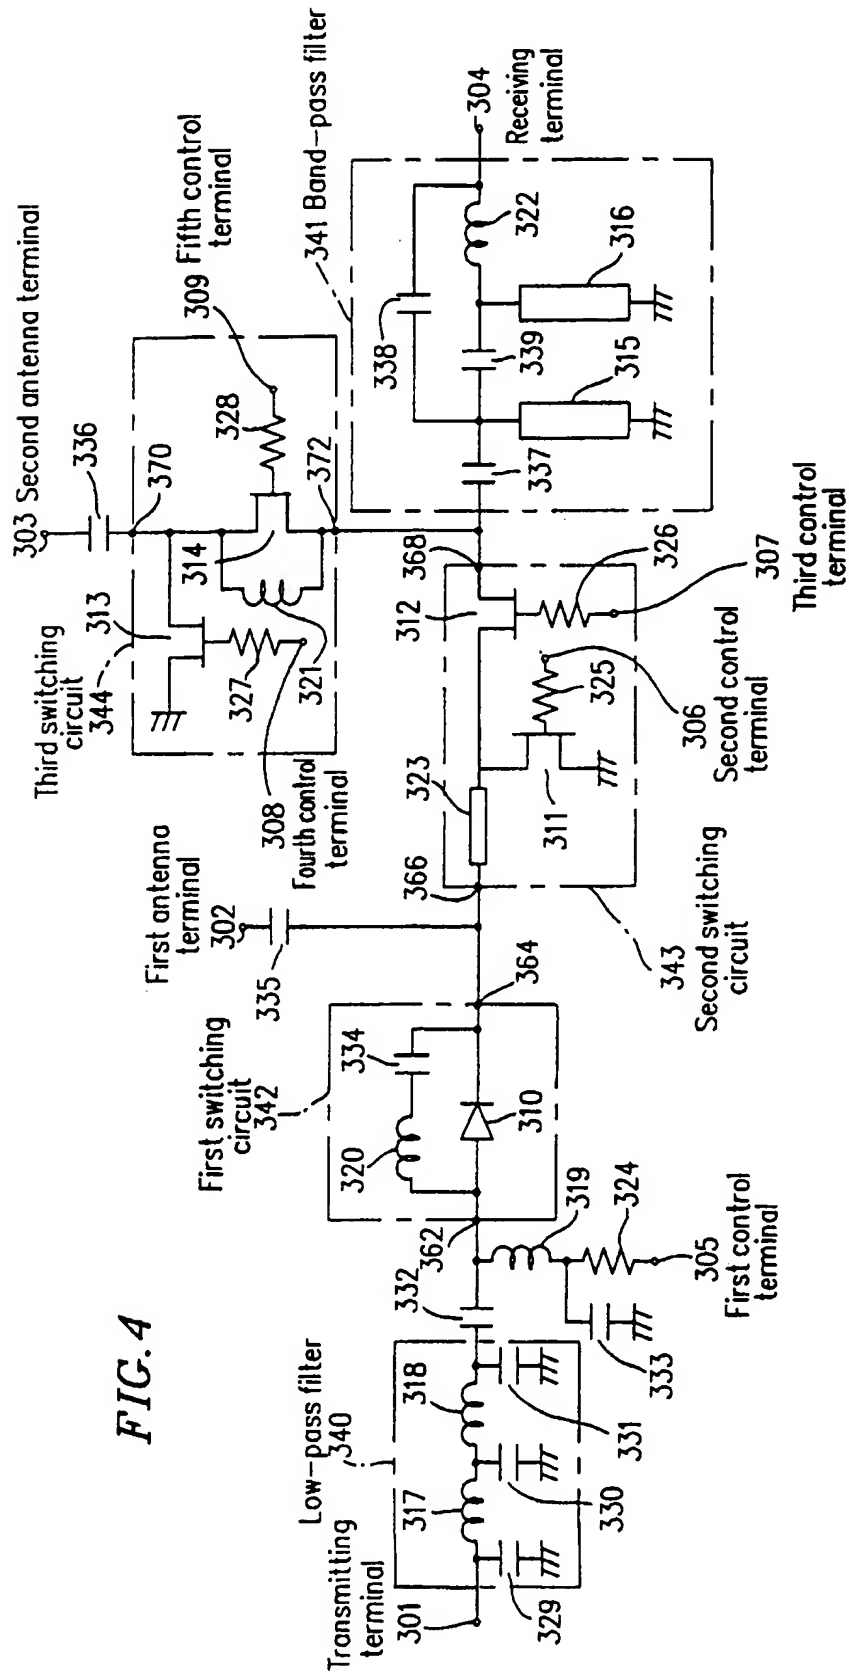 FIG. 4
303 Second antenna terminal
336
370
309 Fifth control
terminal
328
314
372
313
327
321
Third switching
circuit
344
308
Fourth control
terminal
341 Band-pass filter
304
Receiving
terminal
338
322
316
339
315
337
368
312
326
307
Third control
terminal
325
306
Second control
terminal
323
311
366
343
Second switching
circuit
First antenna
terminal
302
335
364
First switching
circuit
342
334
320
310
362
319
324
305
First control
terminal
332
333
Low-pass filter
340
318
317
331
330
329
Transmitting
terminal
301